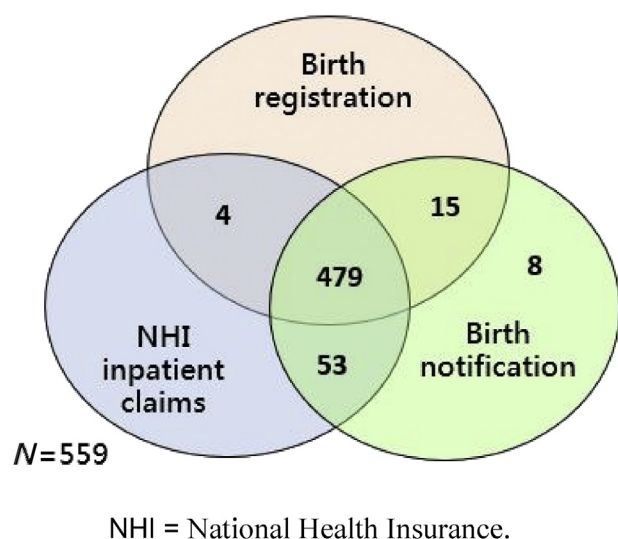 Birth
registration
4
15
8
479
NHI
inpatient
claims
Birth
notification
53
N=559
NHI = National Health Insurance.